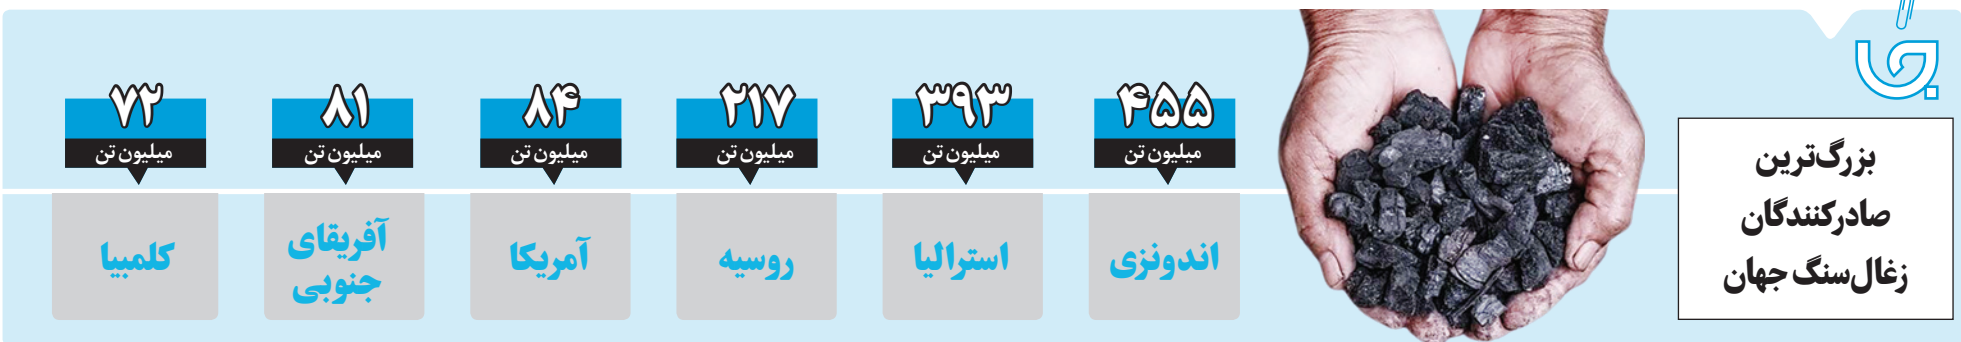 بزرگ‌ترین
صادرکنندگان
زغال‌سنگ جهان
۴۵۵
میلیون تن
اندونزی
۳۹۳
میلیون تن
استرالیا
۲۱۷
میلیون تن
روسیه
۸۴
میلیون تن
آمریکا
۸۱
میلیون تن
آفریقای
جنوبی
۷۲
میلیون تن
کلمبیا